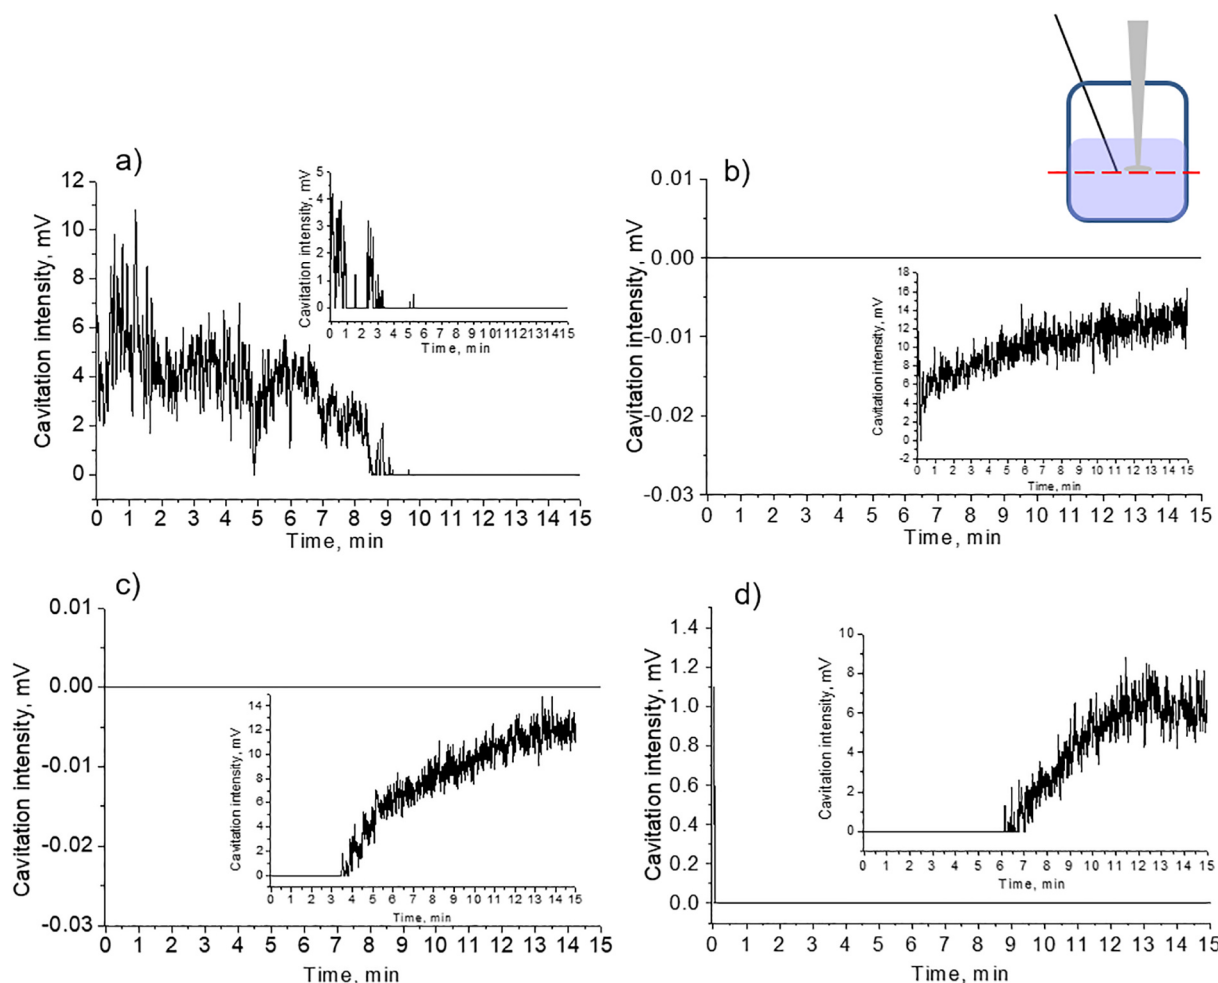 a)
12
10
8
6
4
2
0
Cavitation intensity, mV
0 1 2 3 4 5 6 7 8 9 10 11 12 13 14 15
Time, min
5
4
3
2
1
0
Cavitation intensity, mV
0 1 2 3 4 5 6 7 8 9 10 11 12 13 14 15
Time, min
b)
0.01
0.00
-0.01
-0.02
-0.03
Cavitation intensity, mV
0 1 2 3 4 5 6 7 8 9 10 11 12 13 14 15
Time, min
18
16
14
12
10
8
6
4
2
0
-2
Cavitation intensity, mV
0 1 2 3 4 5 6 7 8 9 10 11 12 13 14 15
Time, min
c)
0.01
0.00
-0.01
-0.02
-0.03
Cavitation intensity, mV
0 1 2 3 4 5 6 7 8 9 10 11 12 13 14 15
Time, min
14
12
10
8
6
4
2
0
Cavitation intensity, mV
0 1 2 3 4 5 6 7 8 9 10 11 12 13 14 15
Time, min
d)
1.4
1.2
1.0
0.8
0.6
0.4
0.2
0.0
Cavitation intensity, mV
0 1 2 3 4 5 6 7 8 9 10 11 12 13 14 15
Time, min
10
8
6
4
2
0
Cavitation intensity, mV
0 1 2 3 4 5 6 7 8 9 10 11 12 13 14 15
Time, min